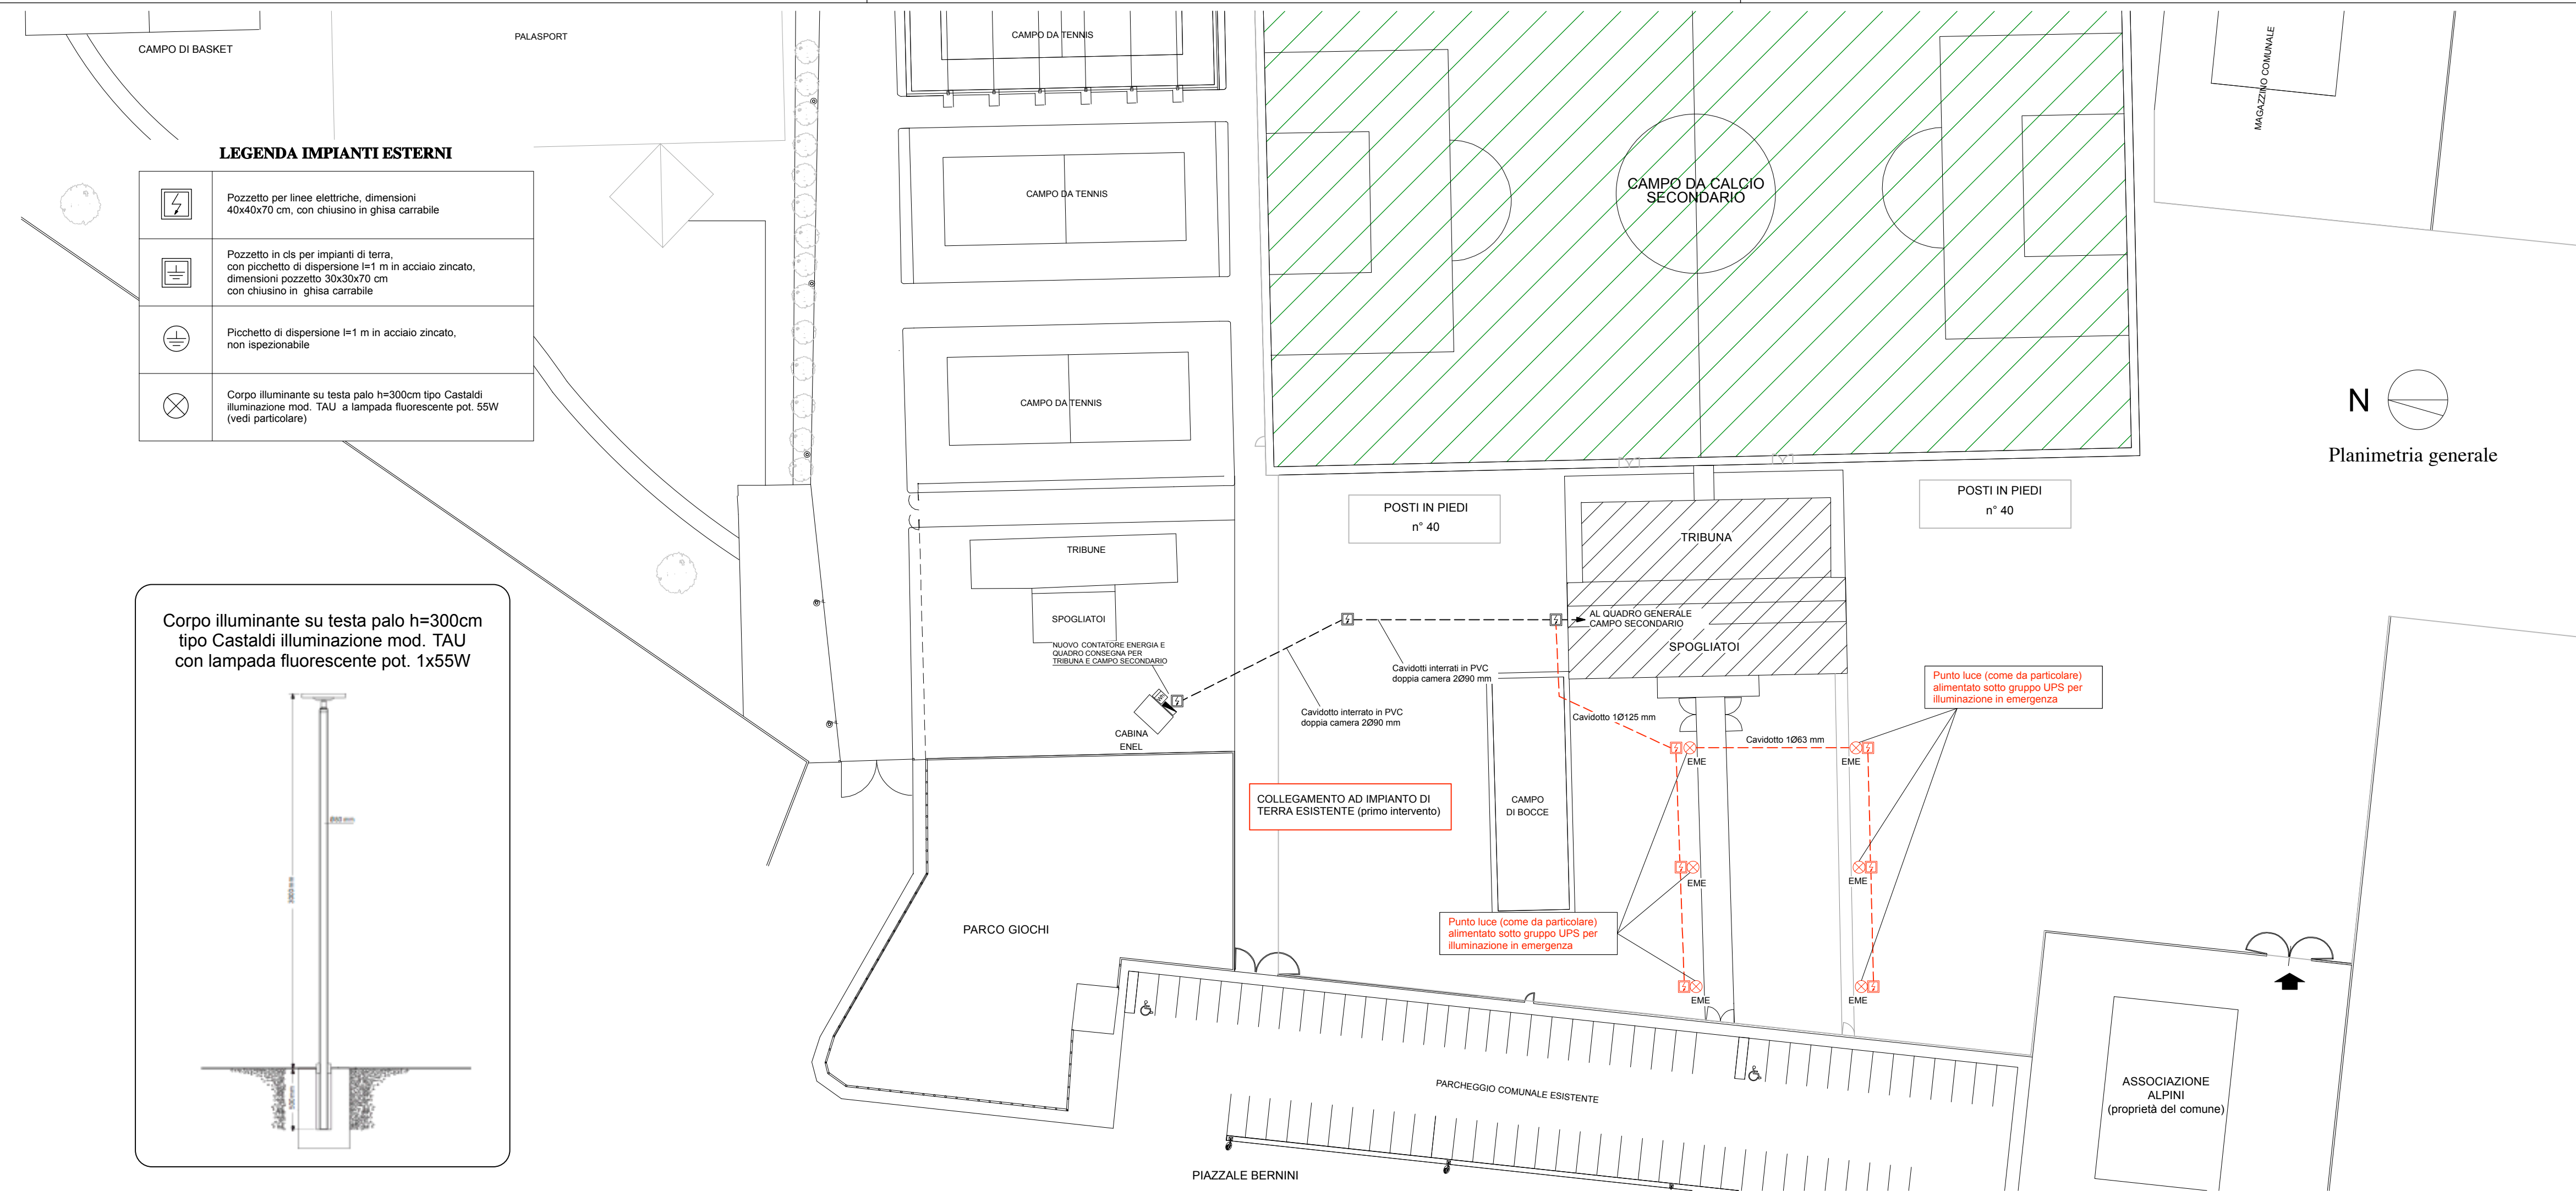 CAMPO DI BASKET
PALASPORT
CAMPO DA TENNIS
MAGAZZINO COMUNALE
LEGENDA IMPIANTI ESTERNI
Pozzetto per linee elettriche, dimensioni
40x40x70 cm, con chiusino in ghisa carrabile
Pozzetto in cls per impianti di terra,
con picchetto di dispersione l=1 m in acciaio zincato,
dimensioni pozzetto 30x30x70 cm
con chiusino in ghisa carrabile
Picchetto di dispersione l=1 m in acciaio zincato,
non ispezionabile
Corpo illuminante su testa palo h=300cm tipo Castaldi
illuminazione mod. TAU a lampada fluorescente pot. 55W
(vedi particolare)
CAMPO DA TENNIS
CAMPO DA CALCIO
SECONDARIO
CAMPO DA TENNIS
N
Planimetria generale
POSTI IN PIEDI
n° 40
POSTI IN PIEDI
n° 40
TRIBUNA
TRIBUNE
SPOGLIATOI
AL QUADRO GENERALE
CAMPO SECONDARIO
SPOGLIATOI
NUOVO CONTATORE ENERGIA E
QUADRO CONSEGNA PER
TRIBUNA E CAMPO SECONDARIO
Cavidotti interrati in PVC
doppia camera 2Ø90 mm
Cavidotto interrato in PVC
doppia camera 2Ø90 mm
Cavidotto 1Ø125 mm
Cavidotto 1Ø63 mm
Punto luce (come da particolare)
alimentato sotto gruppo UPS per
illuminazione in emergenza
CABINA
ENEL
EME
EME
COLLEGAMENTO AD IMPIANTO DI
TERRA ESISTENTE (primo intervento)
CAMPO
DI BOCCE
EME
EME
Punto luce (come da particolare)
alimentato sotto gruppo UPS per
illuminazione in emergenza
EME
EME
PARCO GIOCHI
PARCHEGGIO COMUNALE ESISTENTE
ASSOCIAZIONE
ALPINI
(proprietà del comune)
PIAZZALE BERNINI
Corpo illuminante su testa palo h=300cm
tipo Castaldi illuminazione mod. TAU
con lampada fluorescente pot. 1x55W